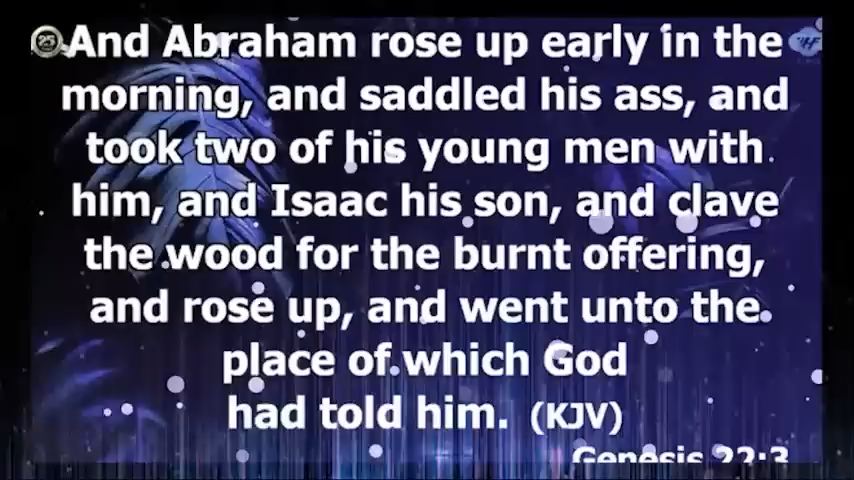 25
And Abraham rose up early in the
morning, and saddled his ass, and
took two of his young men with
him, and Isaac his son, and clave
the wood for the burnt offering,
and rose up, and went unto the
place of which God
had told him. (KJV)
Genesis 22:3